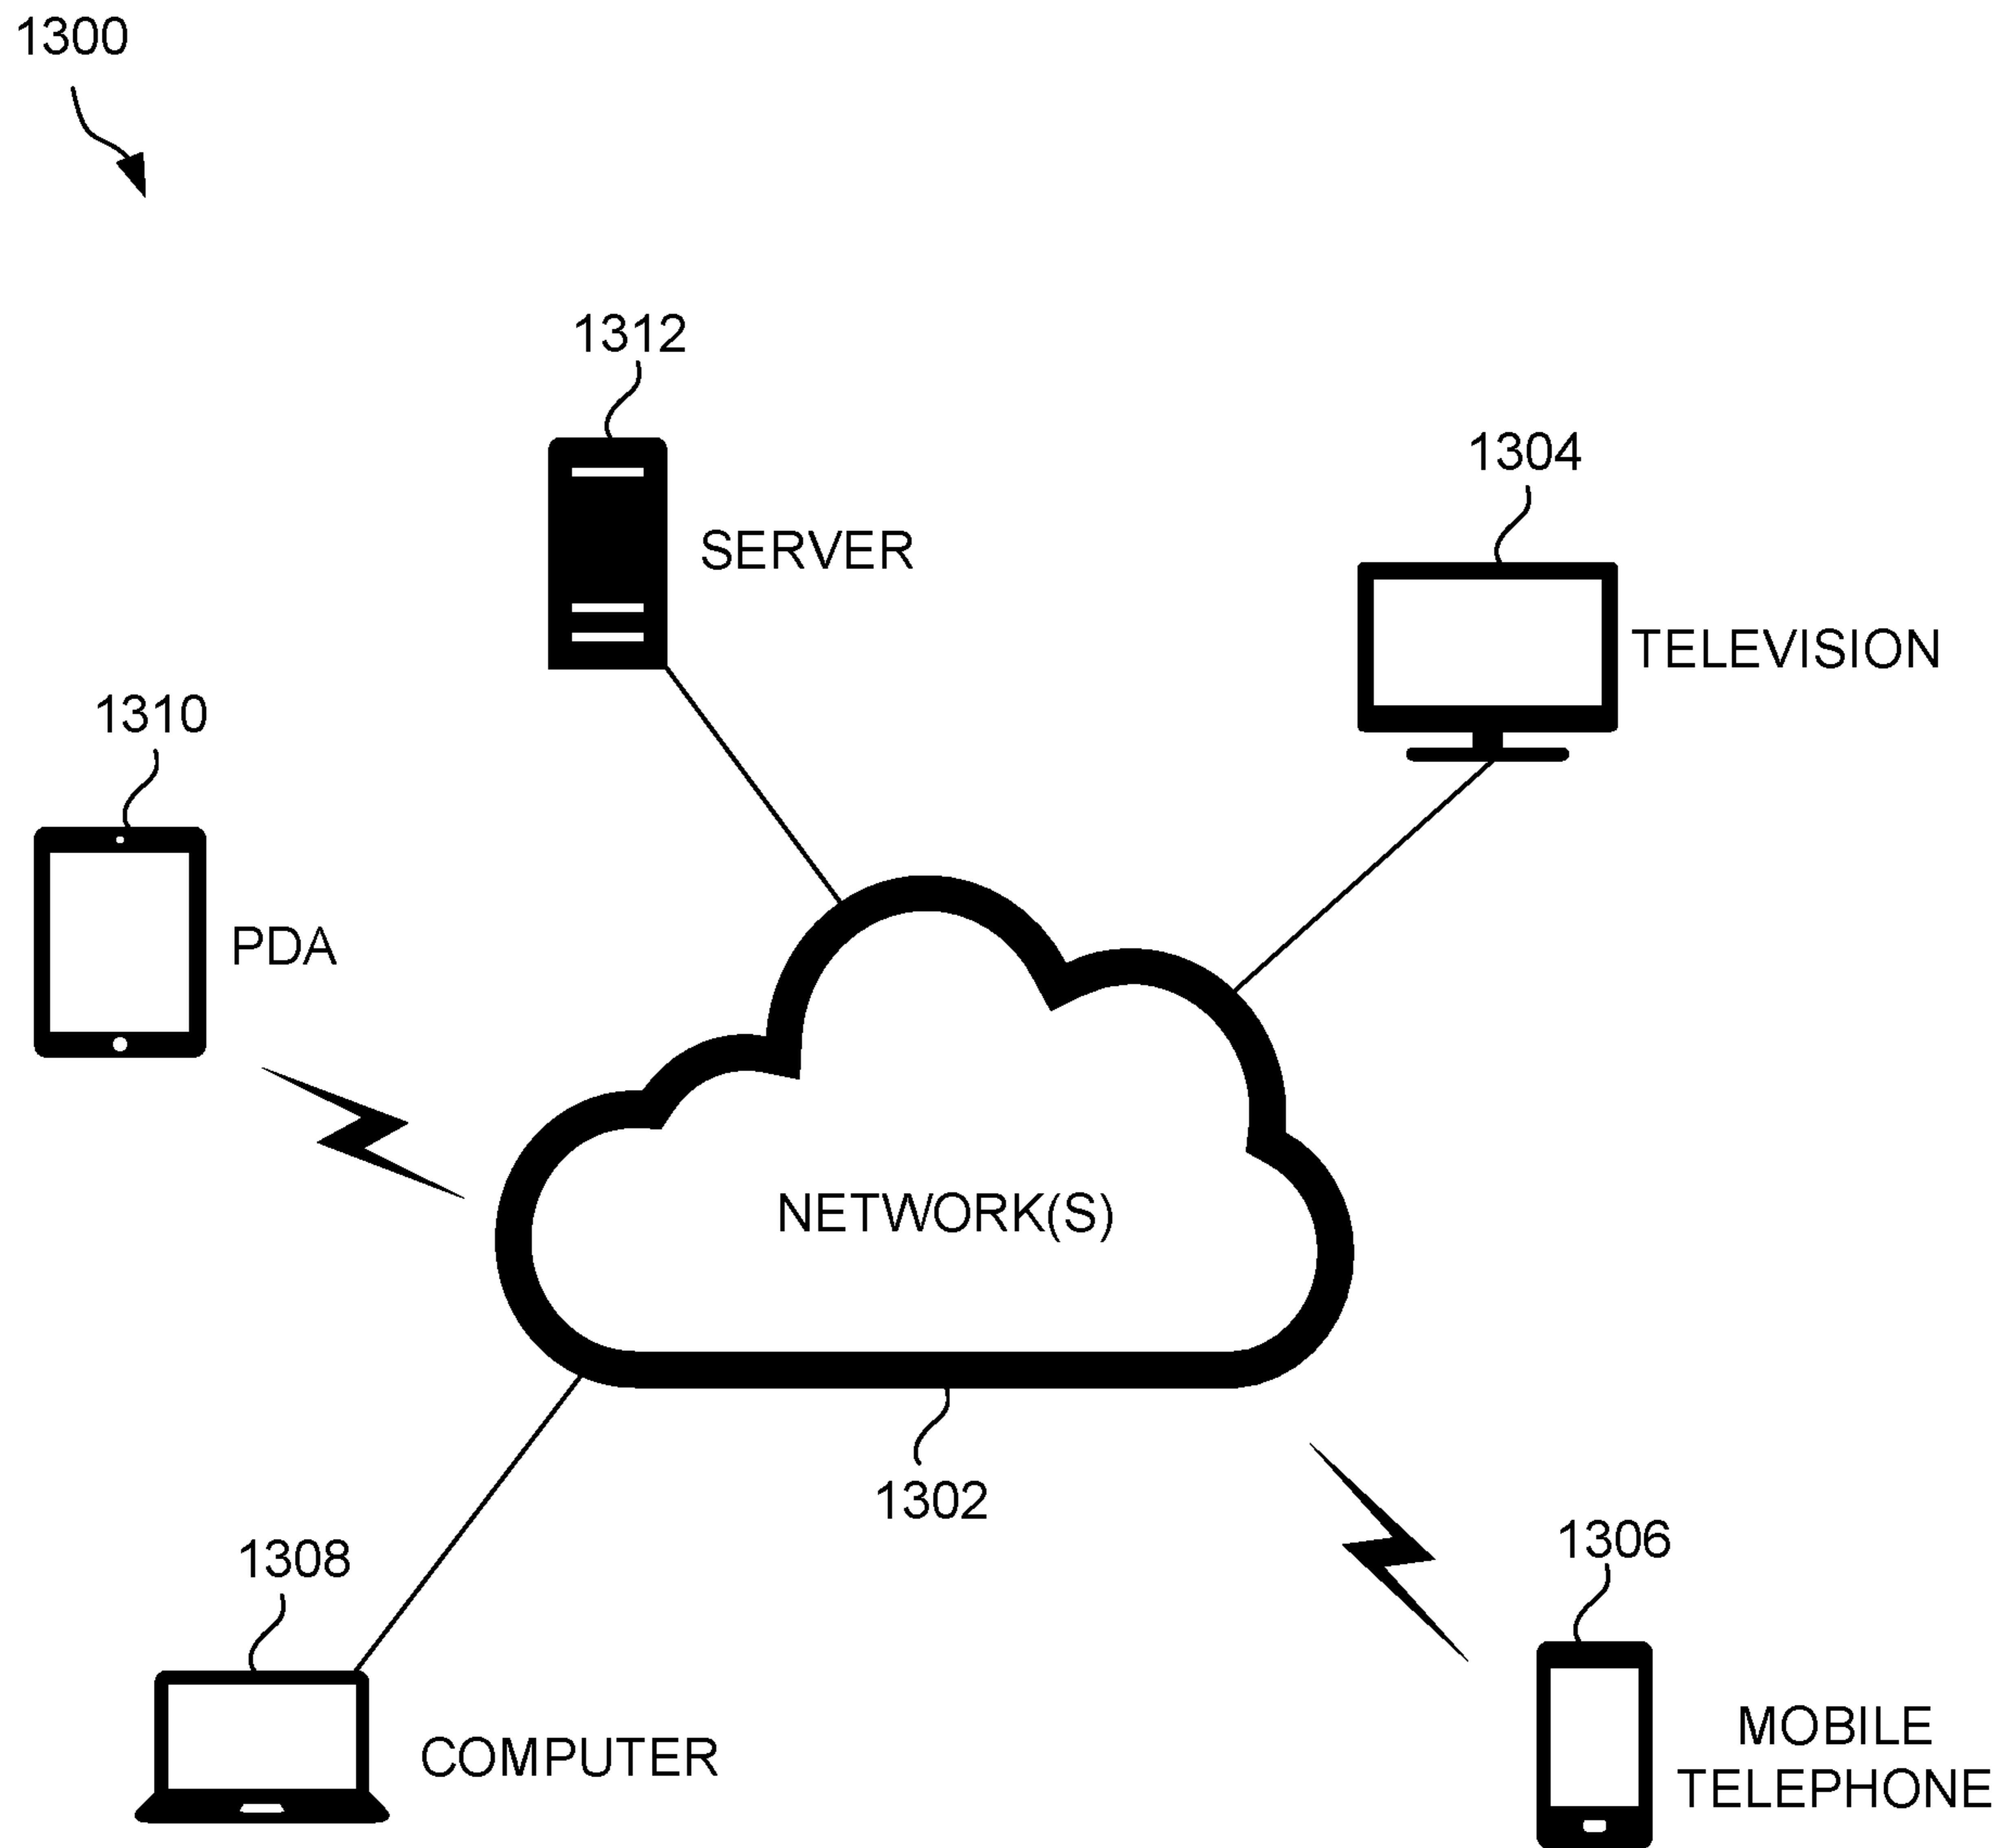 1300
1312
SERVER
1304
TELEVISION
1310
PDA
NETWORK(S)
1302
1308
COMPUTER
1306
MOBILE
TELEPHONE